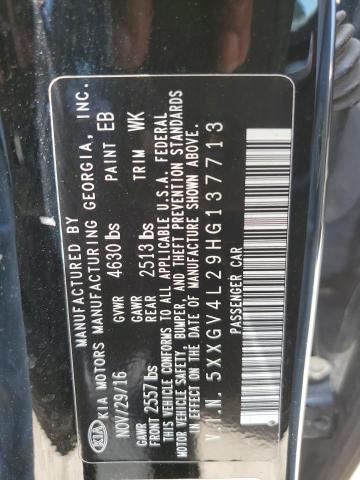 KIA
MANUFACTURED BY
KIA MOTORS MANUFACTURING GEORGIA, INC.
NOV/29/16 GVWR 4630 lbs PAINT EB
GAWR FRONT 2557 lbs GAWR REAR 2513 lbs TRIM WK
THIS VEHICLE CONFORMS TO ALL APPLICABLE U.S.A. FEDERAL
MOTOR VEHICLE SAFETY, BUMPER, AND THEFT PREVENTION STANDARDS
IN EFFECT ON THE DATE OF MANUFACTURE SHOWN ABOVE.
V.I.N. 5XXGV4L29HG137713
PASSENGER CAR